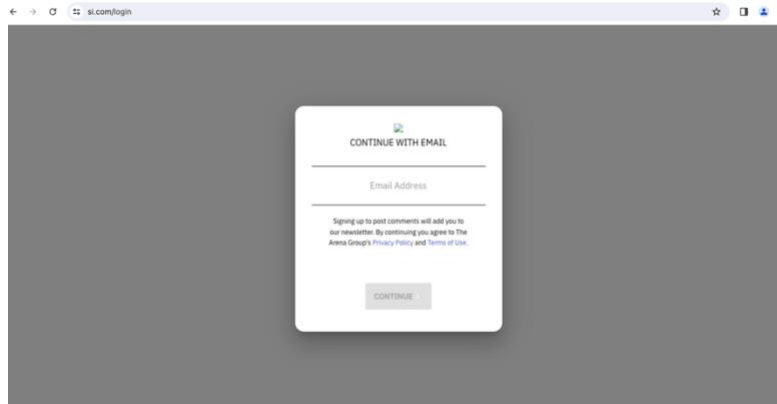 si.com/login
CONTINUE WITH EMAIL
Email Address
Signing up to post comments will add you to
our newsletter. By continuing you agree to The
Arena Group's Privacy Policy and Terms of Use.
CONTINUE